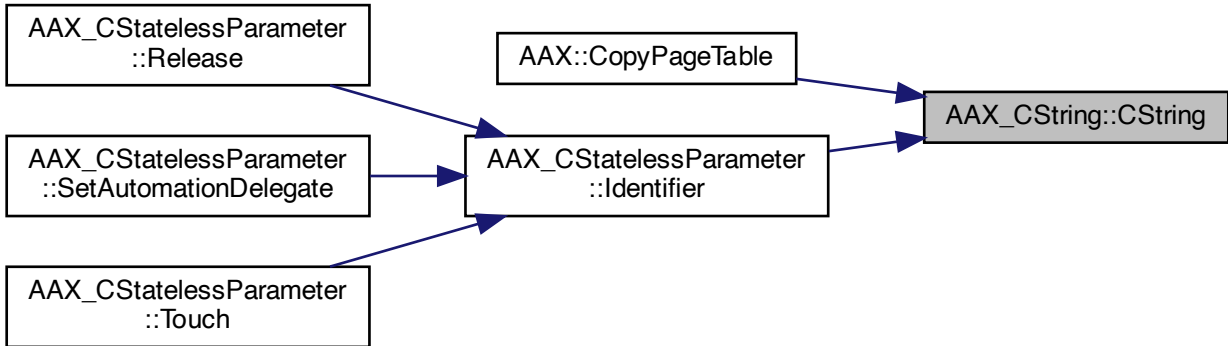 AAX_CStatelessParameter
::Release
AAX::CopyPageTable
AAX_CString::CString
AAX_CStatelessParameter
::SetAutomationDelegate
AAX_CStatelessParameter
::Identifier
AAX_CStatelessParameter
::Touch